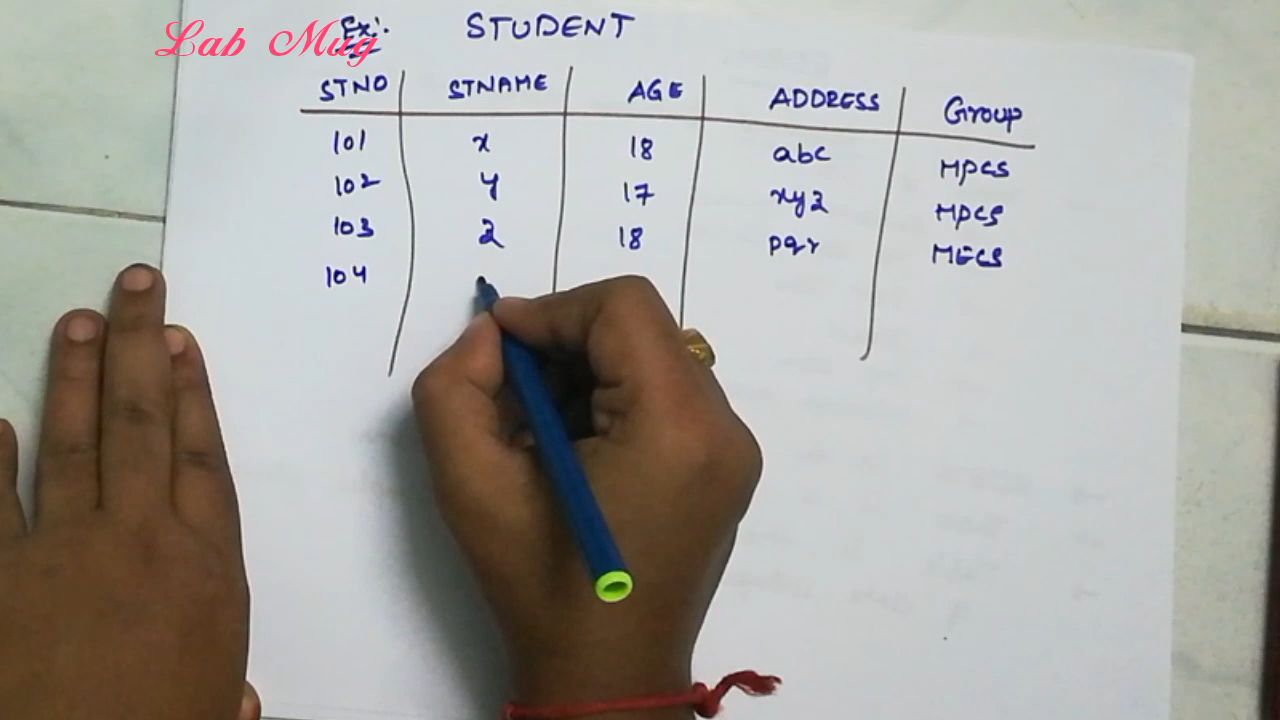 Lab Mug
Ex:. STUDENT
STNO STNAME AGE ADDRESS Group
101 x 18 abc MPCS
102 y 17 xyz MPCS
103 z 18 pqr MECS
104